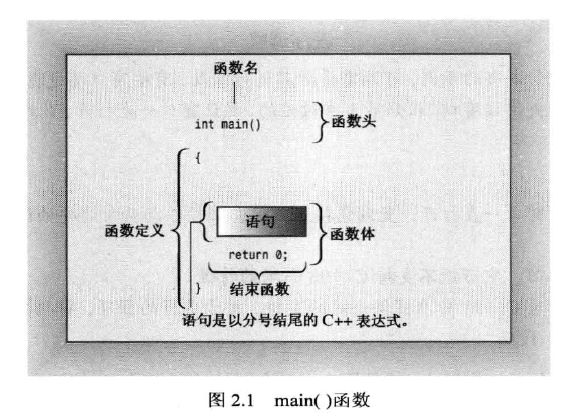 函数名
int main()
函数头
{
函数定义
语句
函数体
return 0;
}
结束函数
语句是以分号结尾的 C++ 表达式。
图 2.1 main( )函数